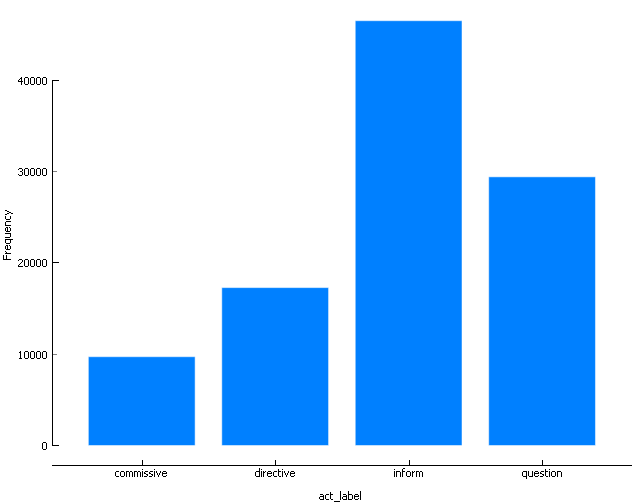 40000
30000
20000
10000
0
Frequency
commissive directive inform question
act_label